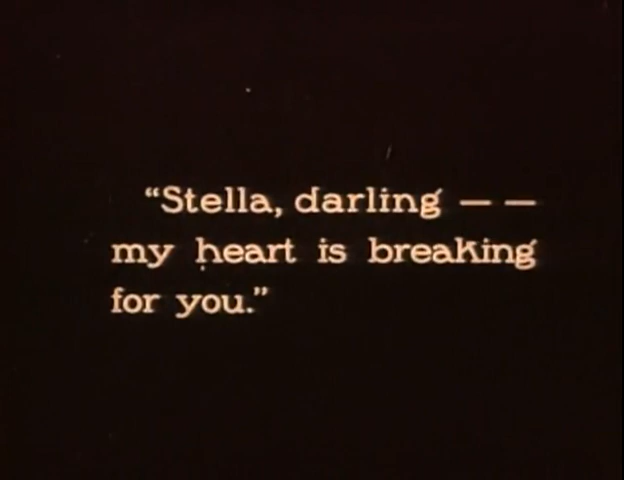 “Stella, darling — —
my heart is breaking
for you.”